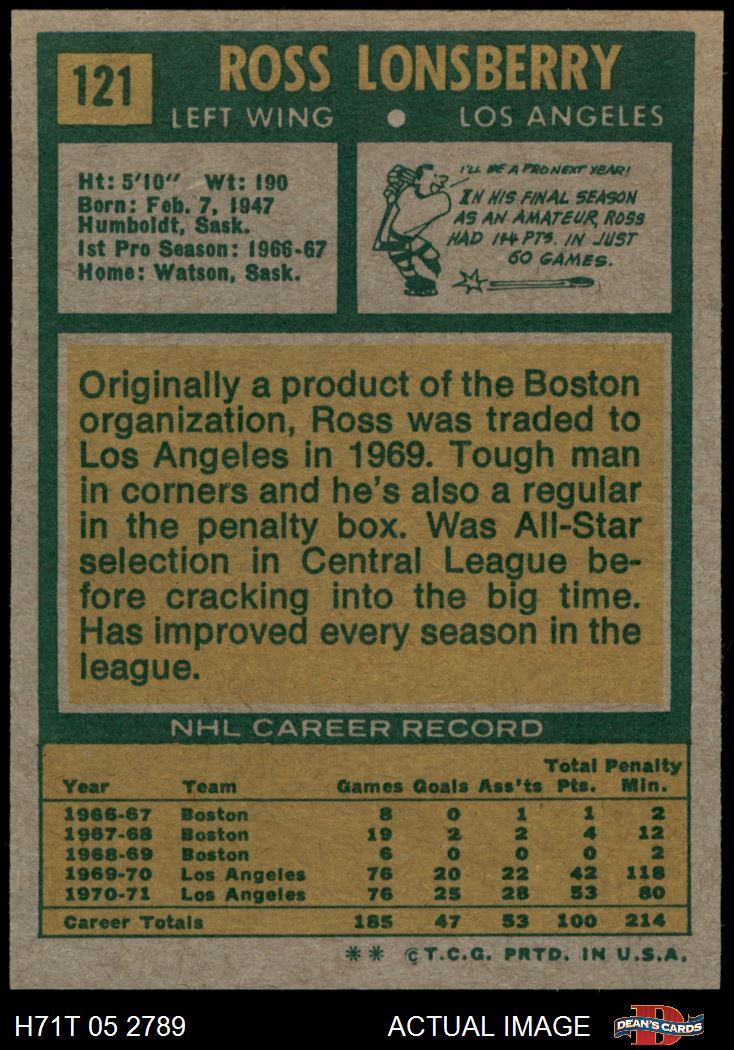 121
ROSS LONSBERRY
LEFT WING • LOS ANGELES
Ht: 5'10" Wt: 190
Born: Feb. 7, 1947
Humboldt, Sask.
1st Pro Season: 1966-67
Home: Watson, Sask.
I'LL BE A PRO NEXT YEAR!
IN HIS FINAL SEASON
AS AN AMATEUR, ROSS
HAD 144 PTS. IN JUST
60 GAMES.
Originally a product of the Boston
organization, Ross was traded to
Los Angeles in 1969. Tough man
in corners and he's also a regular
in the penalty box. Was All-Star
selection in Central League be-
fore cracking into the big time.
Has improved every season in the
league.
NHL CAREER RECORD
Total Penalty
Year Team Games Goals Ass'ts Pts. Min.
1966-67 Boston 8 0 1 1 2
1967-68 Boston 19 2 2 4 12
1968-69 Boston 6 0 0 0 2
1969-70 Los Angeles 76 20 22 42 118
1970-71 Los Angeles 76 25 28 53 80
Career Totals 185 47 53 100 214
** ©T.C.G. PRTD. IN U.S.A.
H71T 05 2789 ACTUAL IMAGE D DEAN'S CARDS